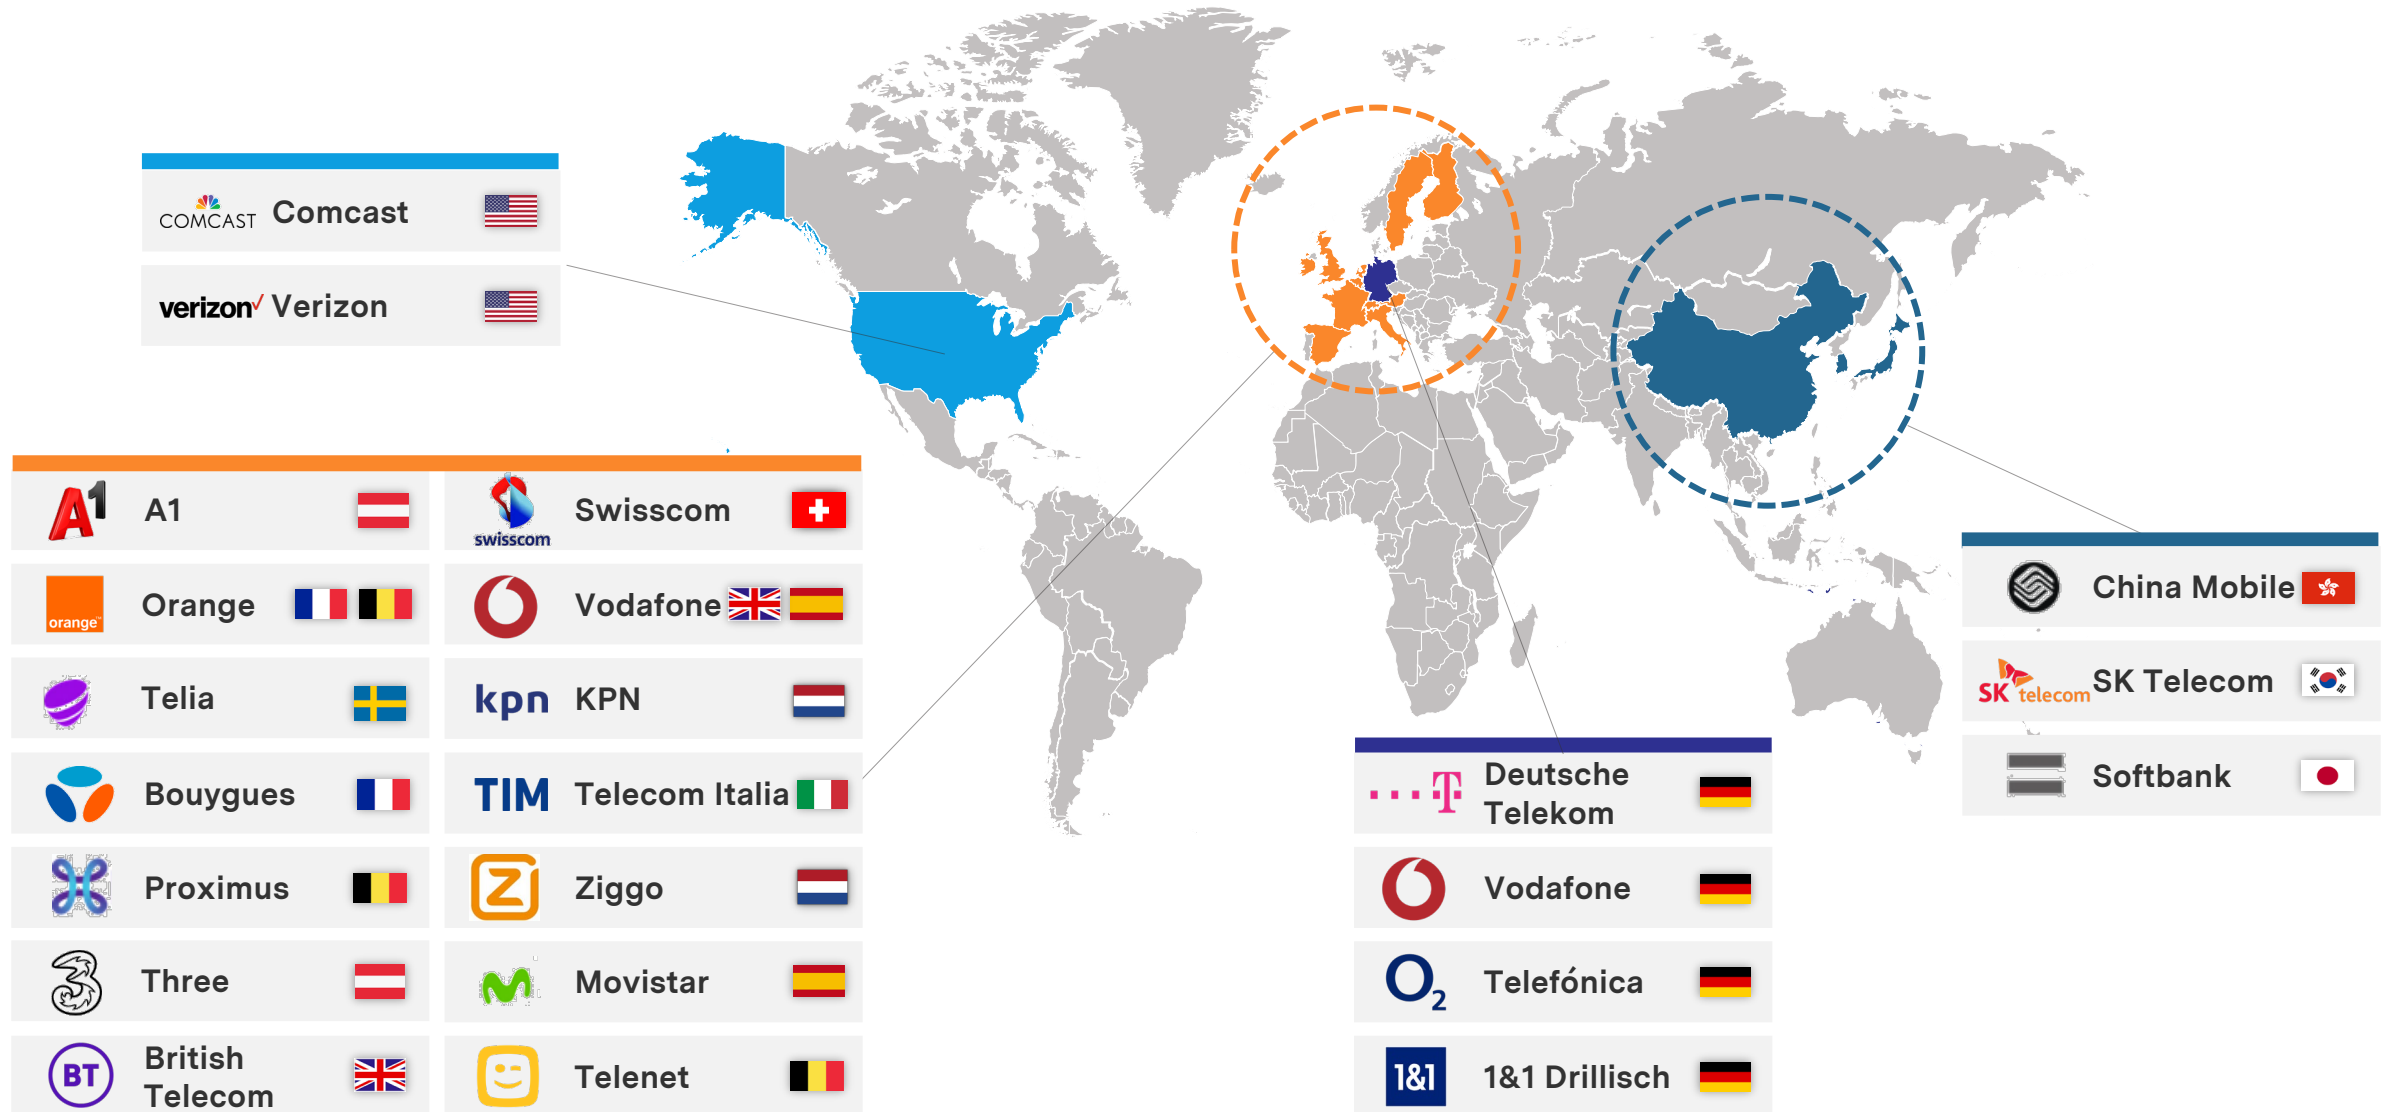 COMCAST Comcast
verizon Verizon
A1 A1
swisscom Swisscom
orange Orange
Vodafone
Telia
kpn KPN
Bouygues
TIM Telecom Italia
Proximus
Z Ziggo
3 Three
Movistar
BT British
Telecom
Telenet
T Deutsche
Telekom
Vodafone
O2 Telefónica
1&1 1&1 Drillisch
China Mobile
SK telecom SK Telecom
Softbank